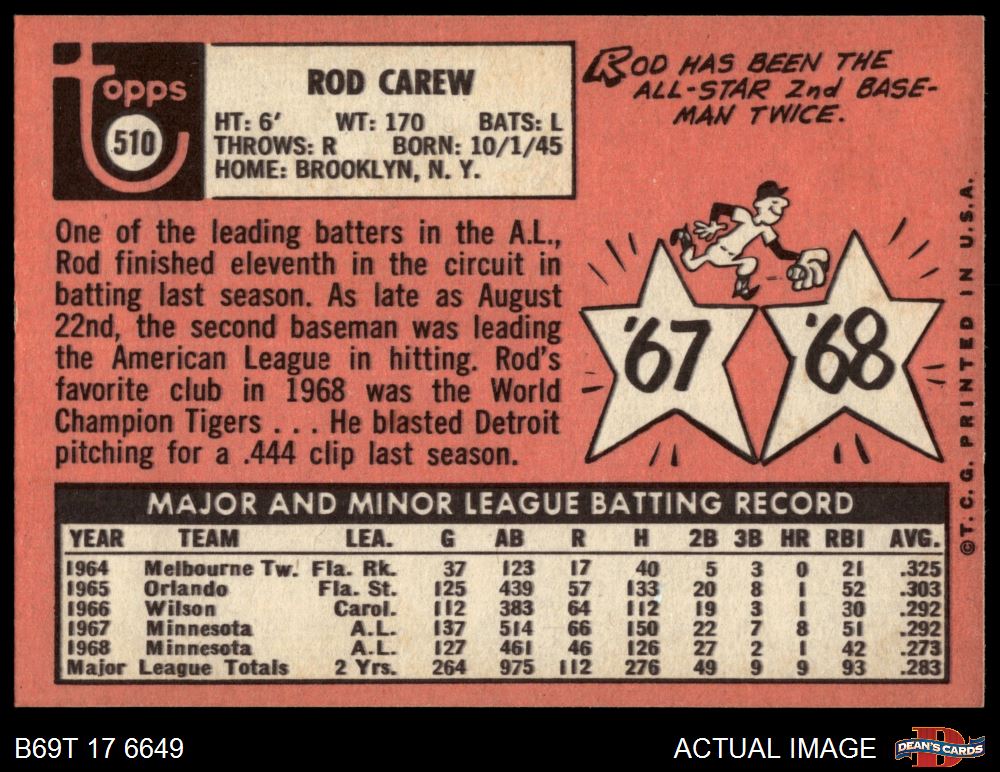 Topps
510
ROD CAREW
HT: 6' WT: 170 BATS: L
THROWS: R BORN: 10/1/45
HOME: BROOKLYN, N. Y.
ROD HAS BEEN THE
ALL-STAR 2nd BASE-
MAN TWICE.
One of the leading batters in the A.L.,
Rod finished eleventh in the circuit in
batting last season. As late as August
22nd, the second baseman was leading
the American League in hitting. Rod's
favorite club in 1968 was the World
Champion Tigers . . . He blasted Detroit
pitching for a .444 clip last season.
'67 '68
©T.C.G. PRINTED IN U.S.A.
MAJOR AND MINOR LEAGUE BATTING RECORD
YEAR TEAM LEA. G AB R H 2B 3B HR RBI AVG.
1964 Melbourne Tw. Fla. Rk. 37 123 17 40 5 3 0 21 .325
1965 Orlando Fla. St. 125 439 57 133 20 8 1 52 .303
1966 Wilson Carol. 112 383 64 112 19 3 1 30 .292
1967 Minnesota A.L. 137 514 66 150 22 7 8 51 .292
1968 Minnesota A.L. 127 461 46 126 27 2 1 42 .273
Major League Totals 2 Yrs. 264 975 112 276 49 9 9 93 .283
B69T 17 6649
ACTUAL IMAGE
DEAN'S CARDS